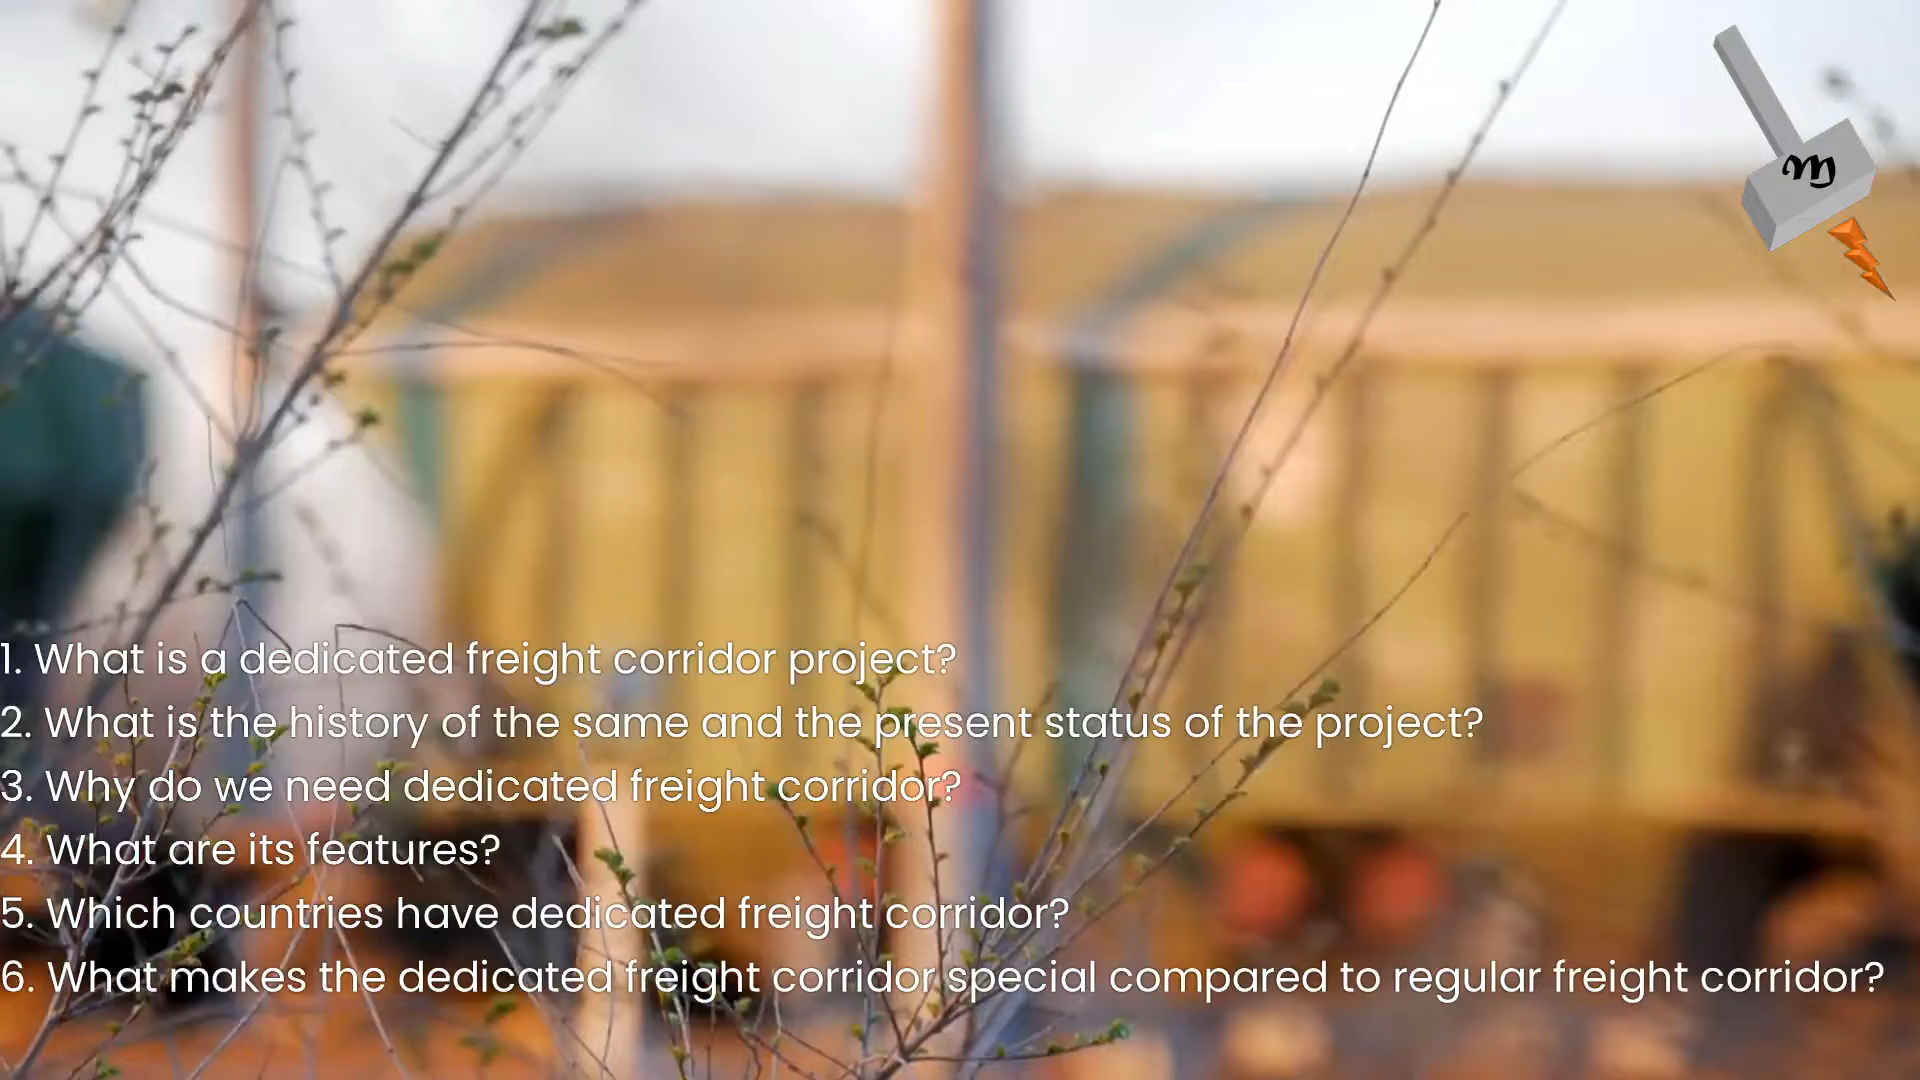 1. What is a dedicated freight corridor project?
2. What is the history of the same and the present status of the project?
3. Why do we need dedicated freight corridor?
4. What are its features?
5. Which countries have dedicated freight corridor?
6. What makes the dedicated freight corridor special compared to regular freight corridor?